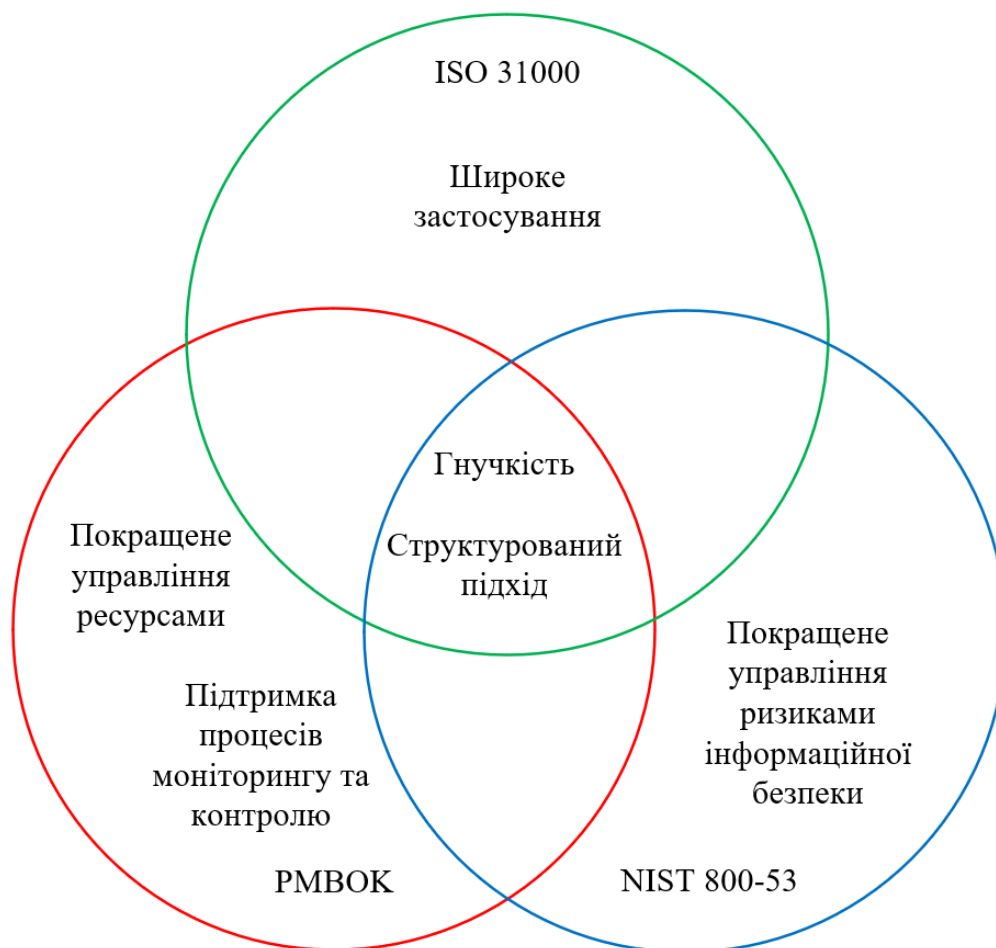 ISO 31000
Широке
застосування
Гнучкість
Структурований
підхід
Покращене
управління
ресурсами
Підтримка
процесів
моніторингу та
контролю
PMBOK
Покращене
управління
ризиками
інформаційної
безпеки
NIST 800-53